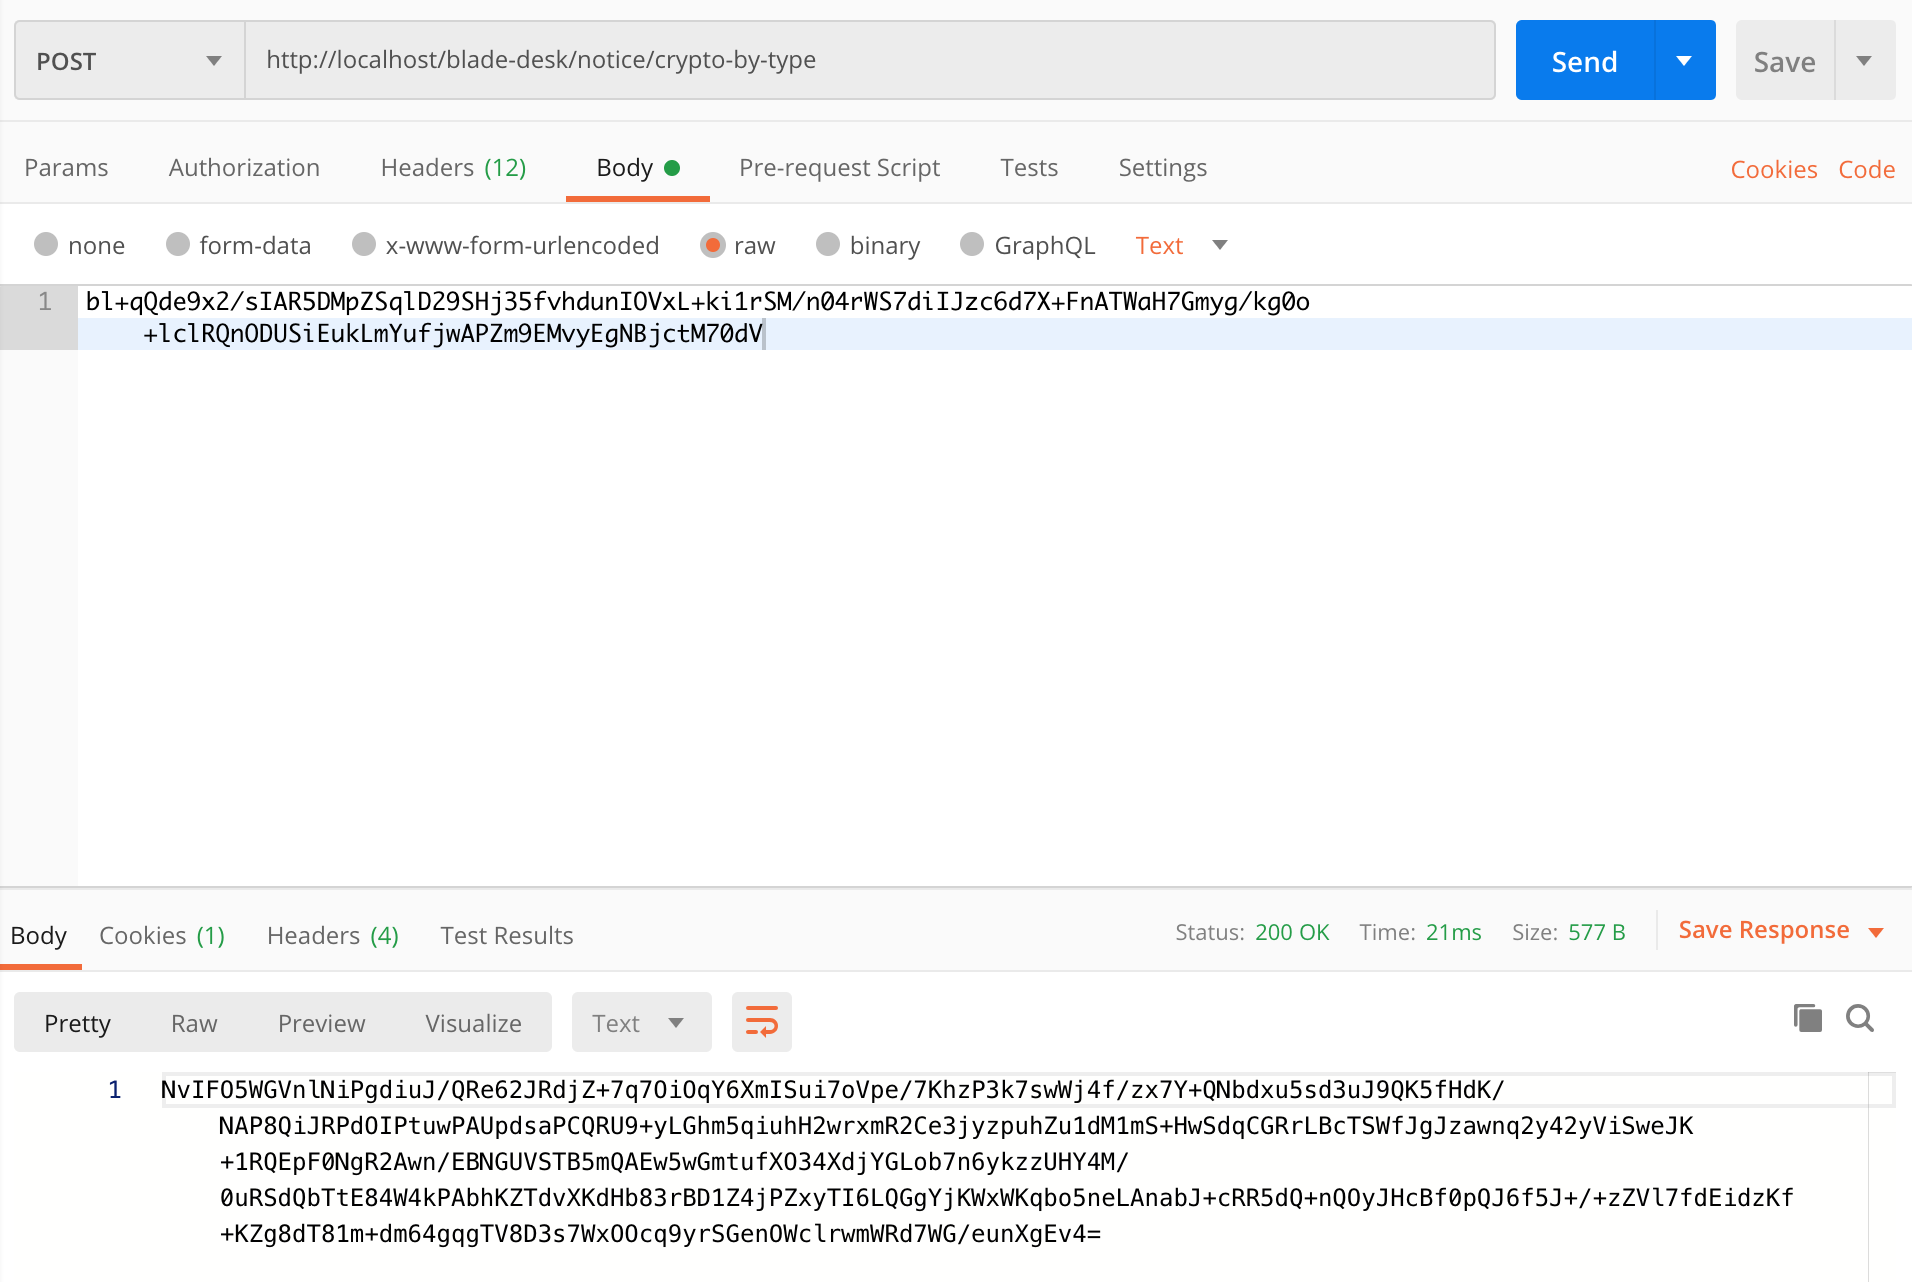 POST
http://localhost/blade-desk/notice/crypto-by-type
Send
Save
Params
Authorization
Headers (12)
Body
Pre-request Script
Tests
Settings
Cookies
Code
none
form-data
x-www-form-urlencoded
raw
binary
GraphQL
Text
1
bl+qQde9x2/sIAR5DMpZSqlD29SHj35fvhdunIOVxL+ki1rSM/n04rWS7diIJzc6d7X+FnATWaH7Gmyg/kg0o
+lclRQnODUSiEukLmYufjwAPZm9EMvyEgNBjctM70dV
Body
Cookies (1)
Headers (4)
Test Results
Status: 200 OK
Time: 21ms
Size: 577 B
Save Response
Pretty
Raw
Preview
Visualize
Text
1
NvIFO5WGVnlNiPgdiuJ/QRe62JRdjZ+7q7OiOqY6XmISui7oVpe/7KhzP3k7swWj4f/zx7Y+QNbdxu5sd3uJ9QK5fHdK/
NAP8QiJRPdOIPtuwPAUpdsaPCQRU9+yLGhm5qiuhH2wrxmR2Ce3jyzpuhZu1dM1mS+HwSdqCGRrLBcTSWfJgJzawnq2y42yViSweJK
+1RQEpF0NgR2Awn/EBNGUVSTB5mQAEw5wGmtufXO34XdjYGLob7n6ykzzUHY4M/
0uRSdQbTtE84W4kPAbhKZTdvXKdHb83rBD1Z4jPZxyTI6LQGgYjKWxWKqbo5neLAnabJ+cRR5dQ+nQOyJHcBf0pQJ6f5J+/+zZVl7fdEidzKf
+KZg8dT81m+dm64gqgTV8D3s7WxOOcq9yrSGenOWclrwmWRd7WG/eunXgEv4=